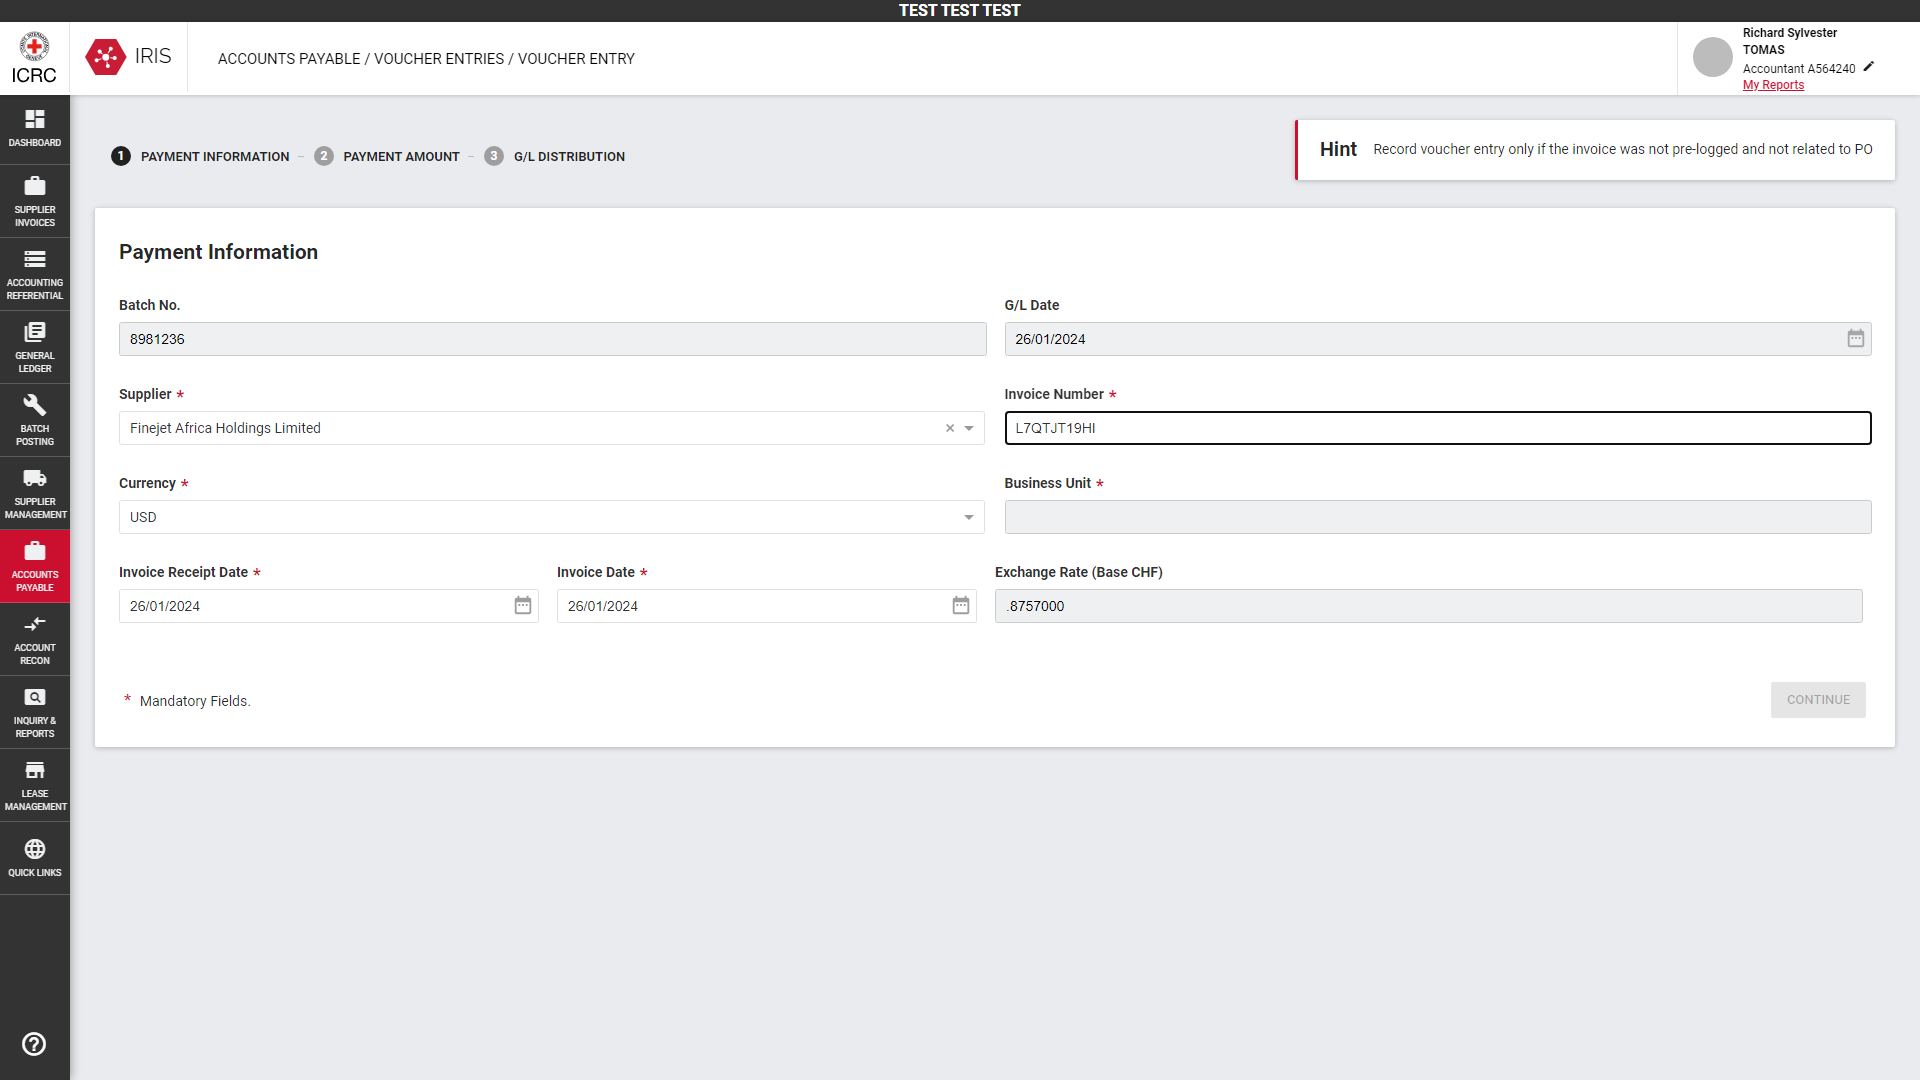 TEST TEST TEST
ICRC
IRIS
ACCOUNTS PAYABLE / VOUCHER ENTRIES / VOUCHER ENTRY
Richard Sylvester
TOMAS
Accountant A564240
My Reports
DASHBOARD
SUPPLIER
INVOICES
ACCOUNTING
REFERENTIAL
GENERAL
LEDGER
BATCH
POSTING
SUPPLIER
MANAGEMENT
ACCOUNTS
PAYABLE
ACCOUNT
RECON
INQUIRY &
REPORTS
LEASE
MANAGEMENT
QUICK LINKS
1 PAYMENT INFORMATION – 2 PAYMENT AMOUNT – 3 G/L DISTRIBUTION
Hint Record voucher entry only if the invoice was not pre-logged and not related to PO
Payment Information
Batch No.
8981236
G/L Date
26/01/2024
Supplier *
Finejet Africa Holdings Limited
Invoice Number *
L7QTJT19HI
Currency *
USD
Business Unit *
Invoice Receipt Date *
26/01/2024
Invoice Date *
26/01/2024
Exchange Rate (Base CHF)
.8757000
* Mandatory Fields.
CONTINUE